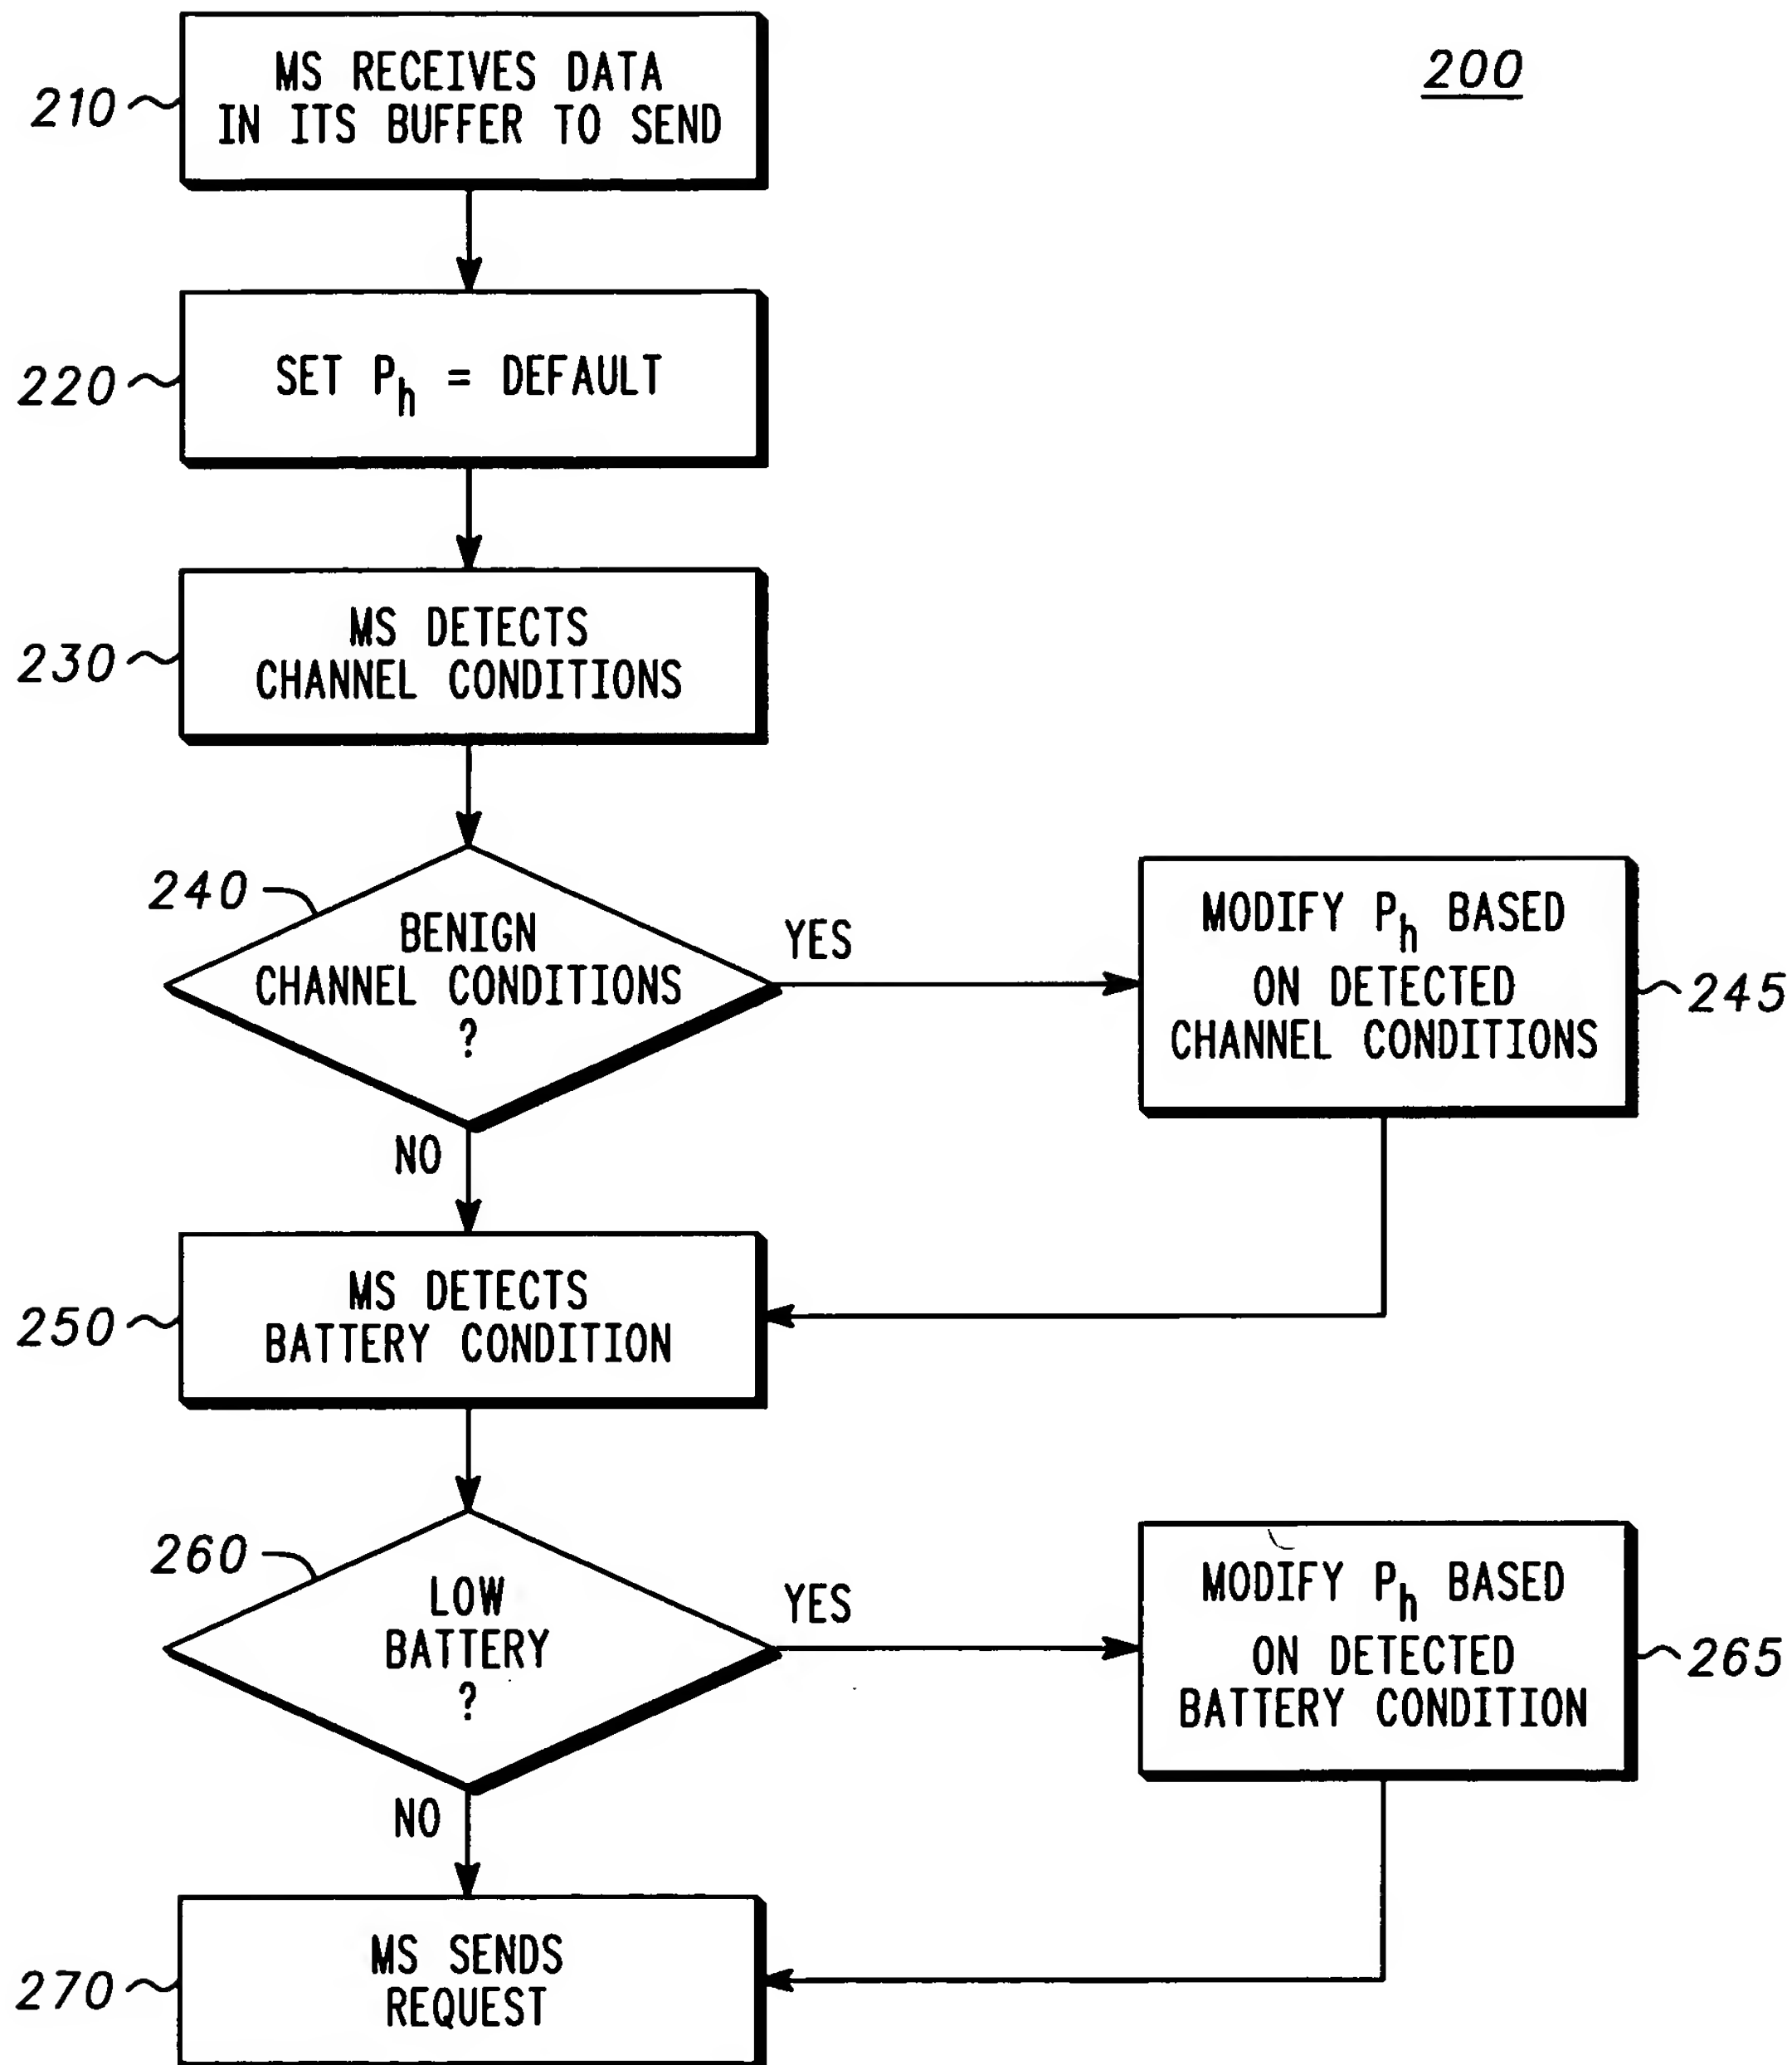 200
210
MS RECEIVES DATA
IN ITS BUFFER TO SEND
220
SET Ph = DEFAULT
230
MS DETECTS
CHANNEL CONDITIONS
240
BENIGN
CHANNEL CONDITIONS
?
YES
NO
MODIFY Ph BASED
ON DETECTED
CHANNEL CONDITIONS
245
250
MS DETECTS
BATTERY CONDITION
260
LOW
BATTERY
?
YES
NO
MODIFY Ph BASED
ON DETECTED
BATTERY CONDITION
265
270
MS SENDS
REQUEST